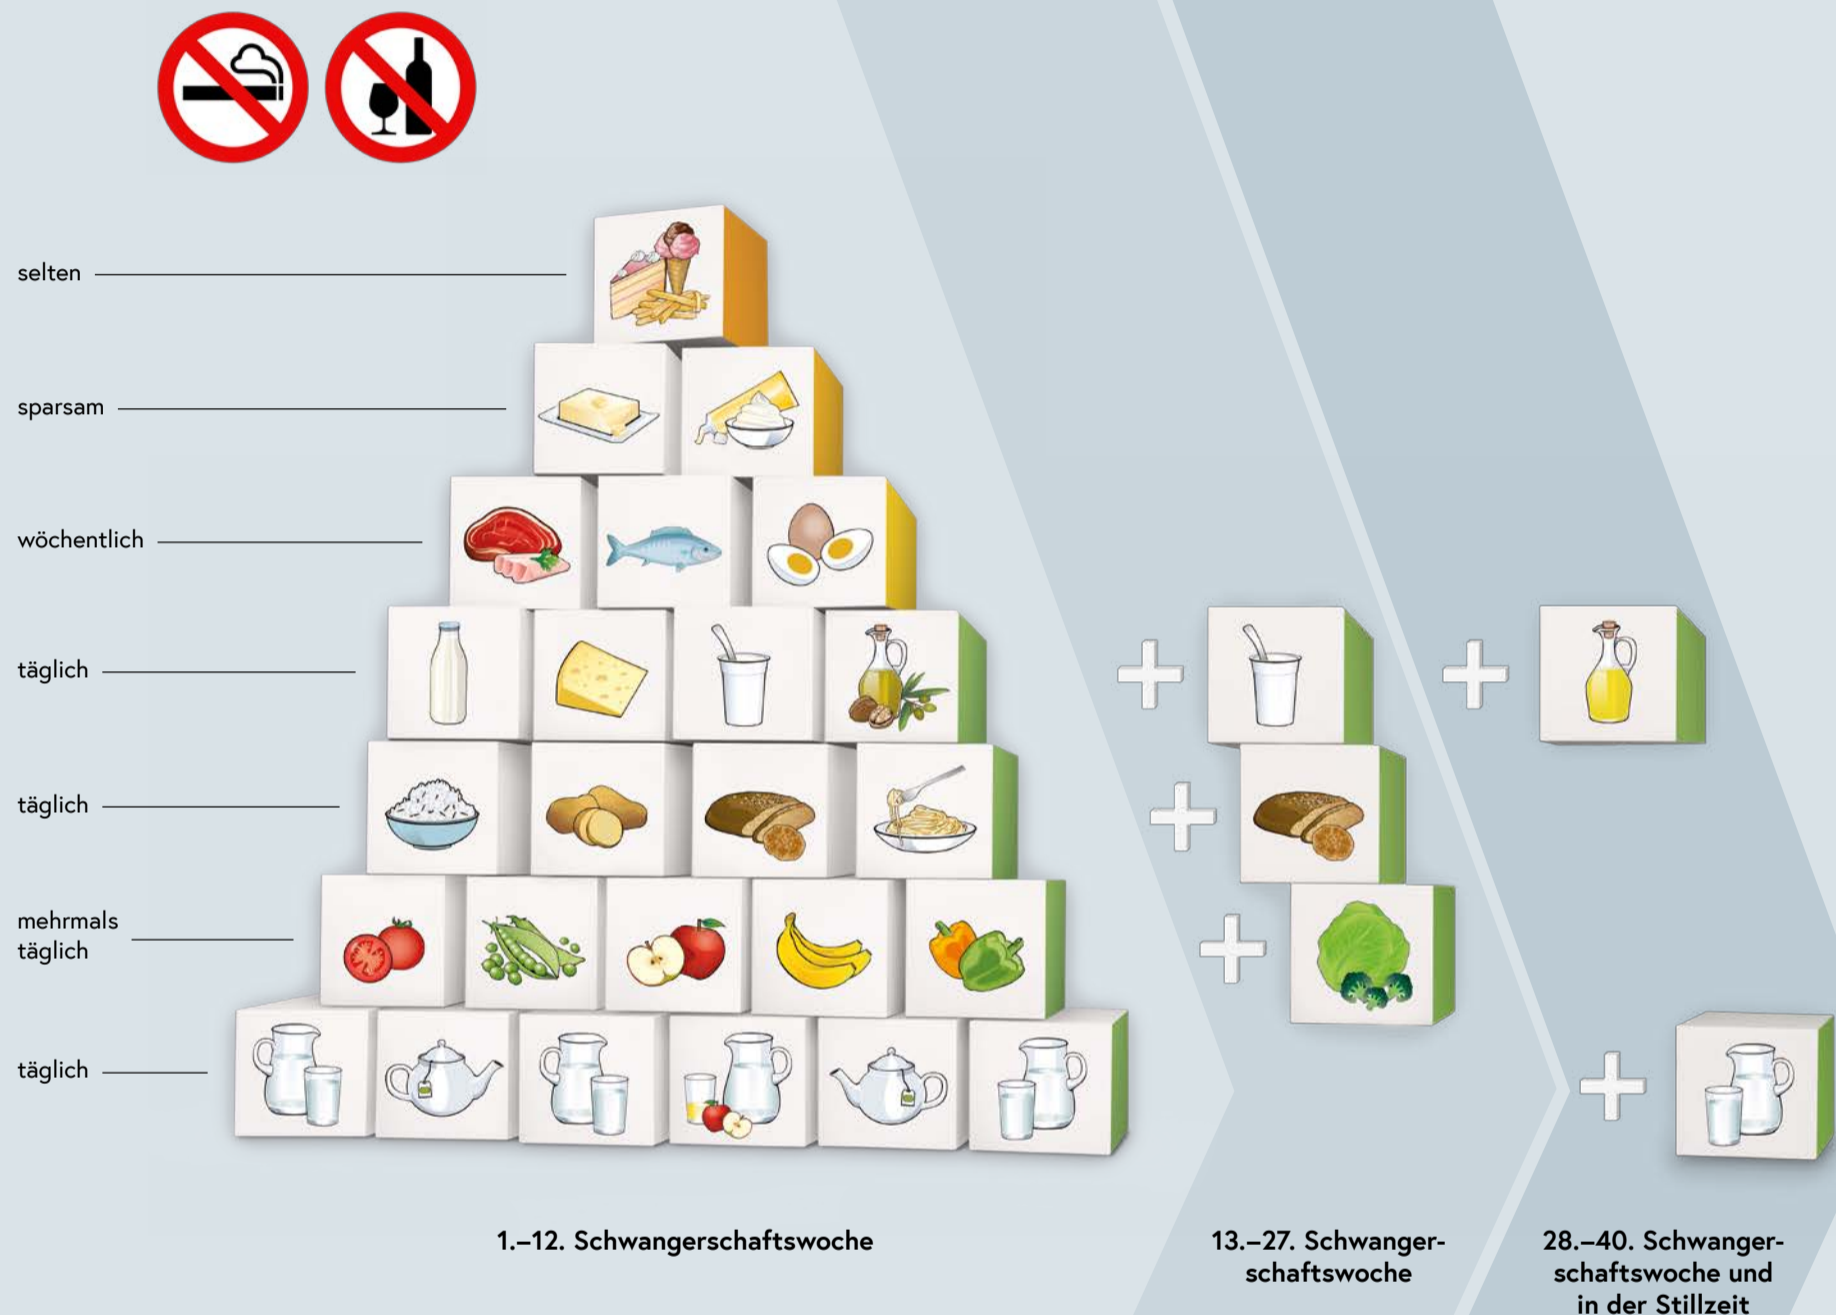 selten
sparsam
wöchentlich
täglich
täglich
mehrmals
täglich
täglich
1.–12. Schwangerschaftswoche
13.–27. Schwanger-
schaftswoche
28.–40. Schwanger-
schaftswoche und
in der Stillzeit